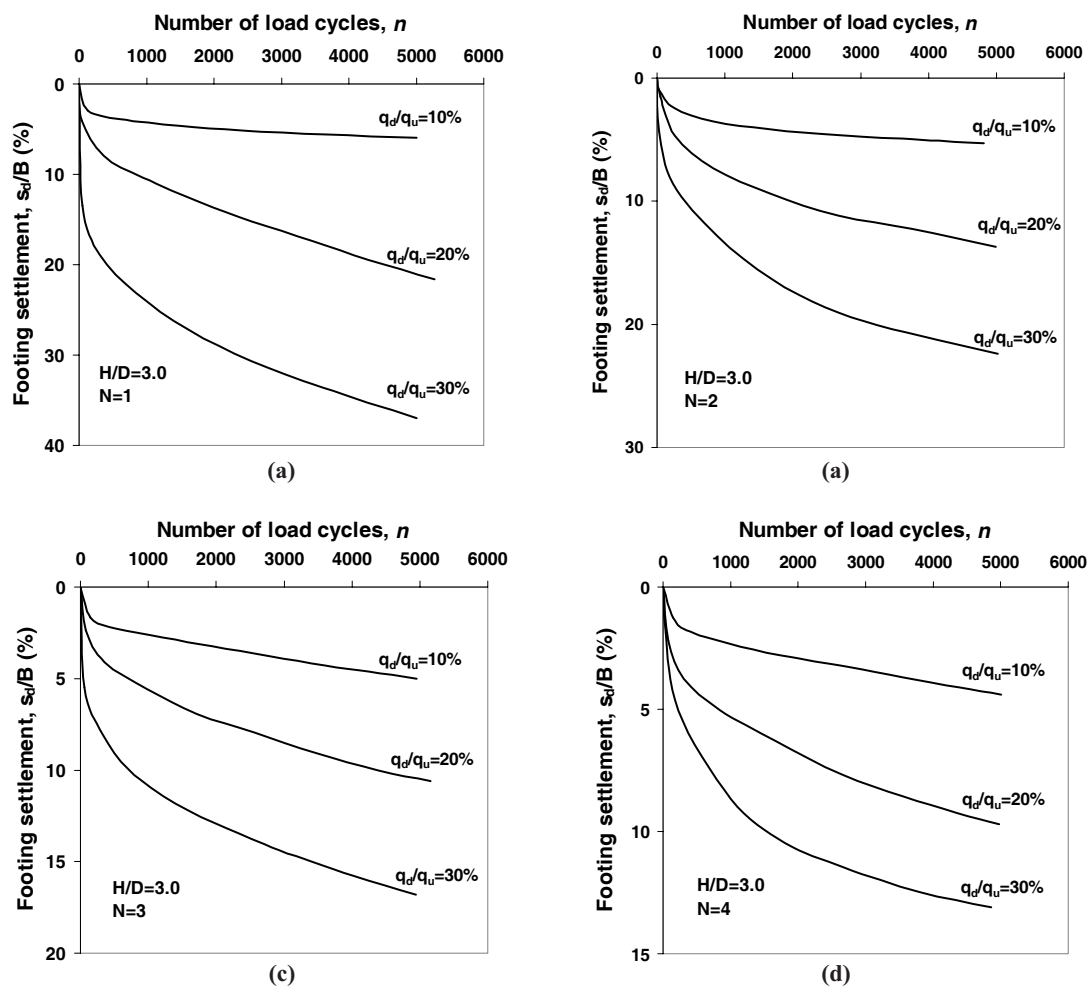 Number of load cycles, n
0 1000 2000 3000 4000 5000 6000
Footing settlement, sd/B (%)
0
10
20
30
40
qd/qu=10%
qd/qu=20%
qd/qu=30%
H/D=3.0
N=1
(a)
Number of load cycles, n
0 1000 2000 3000 4000 5000 6000
Footing settlement, sd/B (%)
0
10
20
30
qd/qu=10%
qd/qu=20%
qd/qu=30%
H/D=3.0
N=2
(a)
Number of load cycles, n
0 1000 2000 3000 4000 5000 6000
Footing settlement, sd/B (%)
0
5
10
15
20
qd/qu=10%
qd/qu=20%
qd/qu=30%
H/D=3.0
N=3
(c)
Number of load cycles, n
0 1000 2000 3000 4000 5000 6000
Footing settlement, sd/B (%)
0
5
10
15
qd/qu=10%
qd/qu=20%
qd/qu=30%
H/D=3.0
N=4
(d)